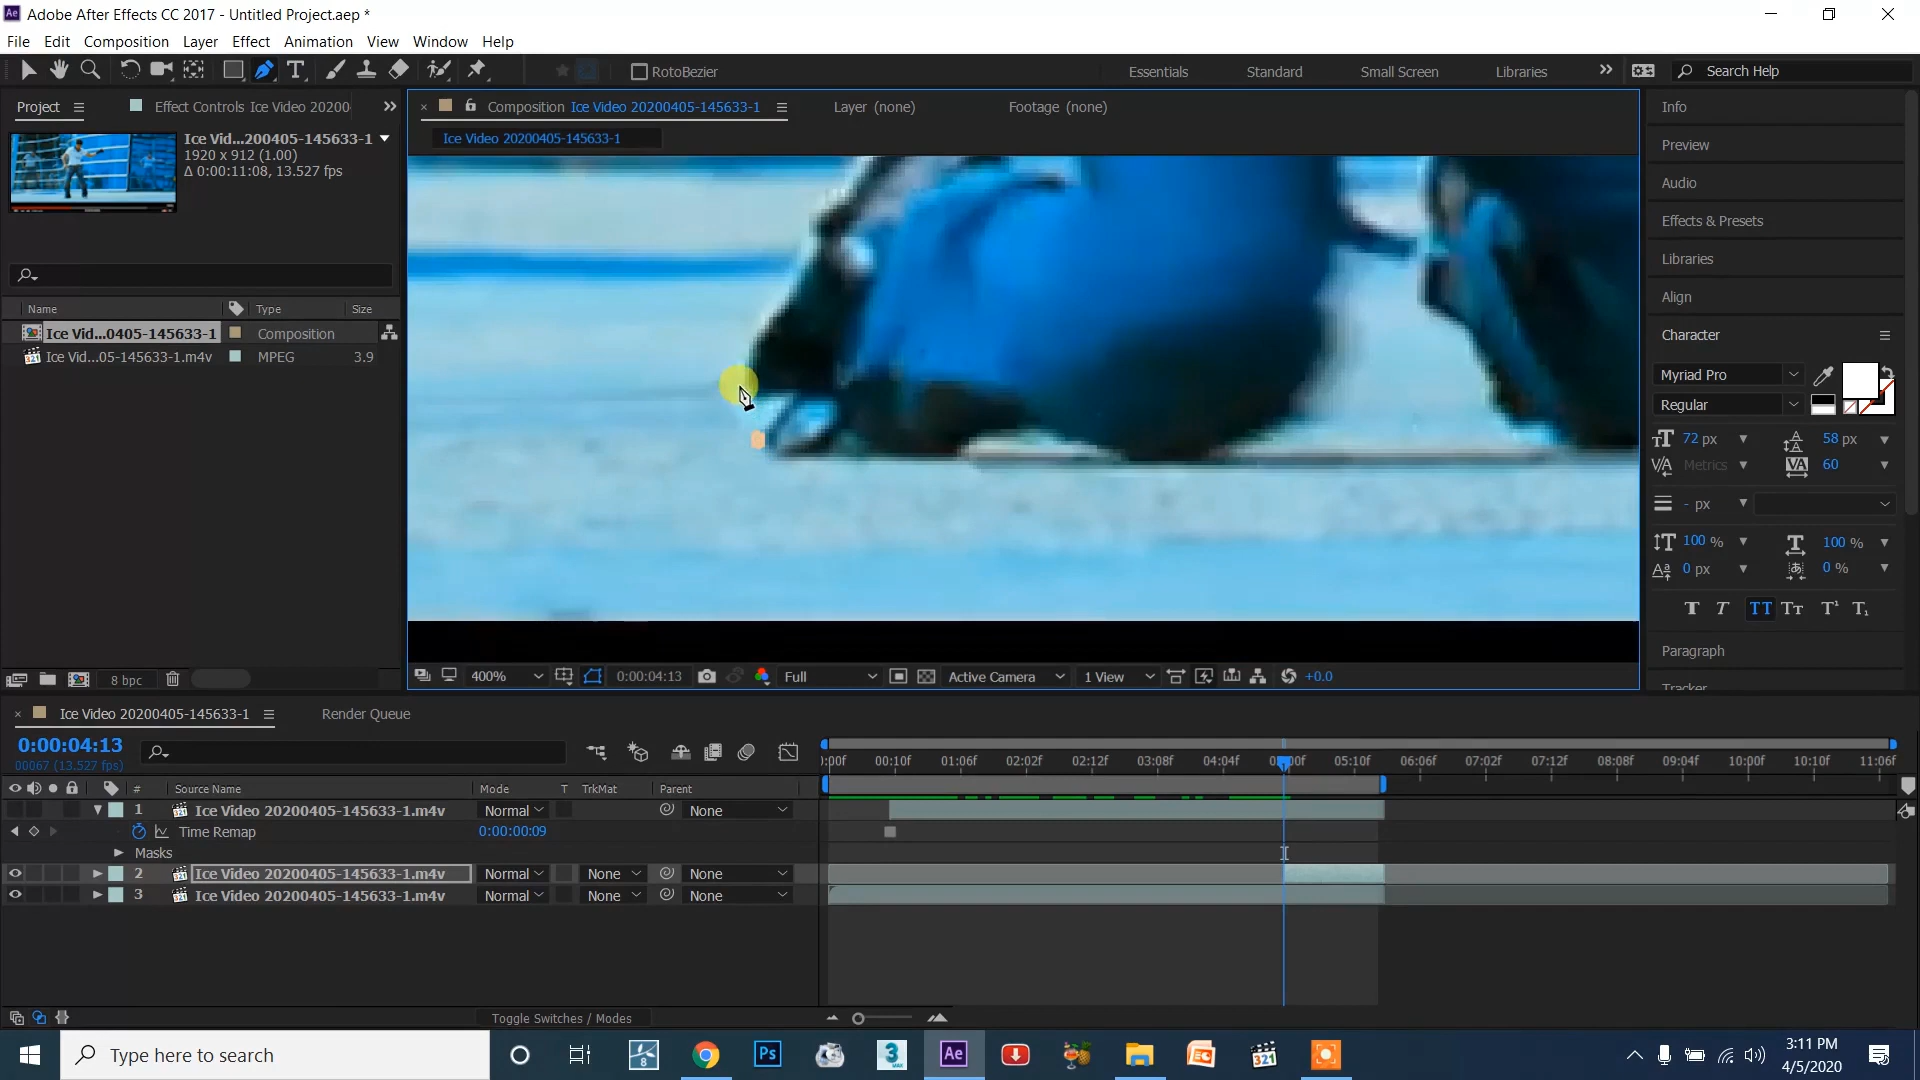 Adobe After Effects CC 2017 - Untitled Project.aep *
File Edit Composition Layer Effect Animation View Window Help
RotoBezier
Essentials Standard Small Screen Libraries
Search Help
Project Effect Controls Ice Video 20200
Composition Ice Video 20200405-145633-1
Layer (none)
Footage (none)
Ice Video 20200405-145633-1
Ice Vid...200405-145633-1
1920 x 912 (1.00)
Δ 0:00:11:08, 13.527 fps
Name Type Size
Ice Vid...0405-145633-1 Composition
Ice Vid...05-145633-1.m4v MPEG 3.9
8 bpc
400% 0:00:04:13 Full Active Camera 1 View +0.0
Info
Preview
Audio
Effects & Presets
Libraries
Align
Character
Myriad Pro
Regular
72 px 58 px
Metrics 60
- px
100 % 100 %
0 px 0 %
Paragraph
Tracker
Ice Video 20200405-145633-1 Render Queue
0:00:04:13
00067 (13.527 fps)
00:10f 01:06f 02:02f 02:12f 03:08f 04:04f 05:10f 06:06f 07:02f 07:12f 08:08f 09:04f 10:00f 10:10f 11:06f
# Source Name Mode T TrkMat Parent
1 Ice Video 20200405-145633-1.m4v Normal None
Time Remap 0:00:00:09
Masks
2 Ice Video 20200405-145633-1.m4v Normal None None
3 Ice Video 20200405-145633-1.m4v Normal None None
Toggle Switches / Modes
Type here to search
3:11 PM
4/5/2020